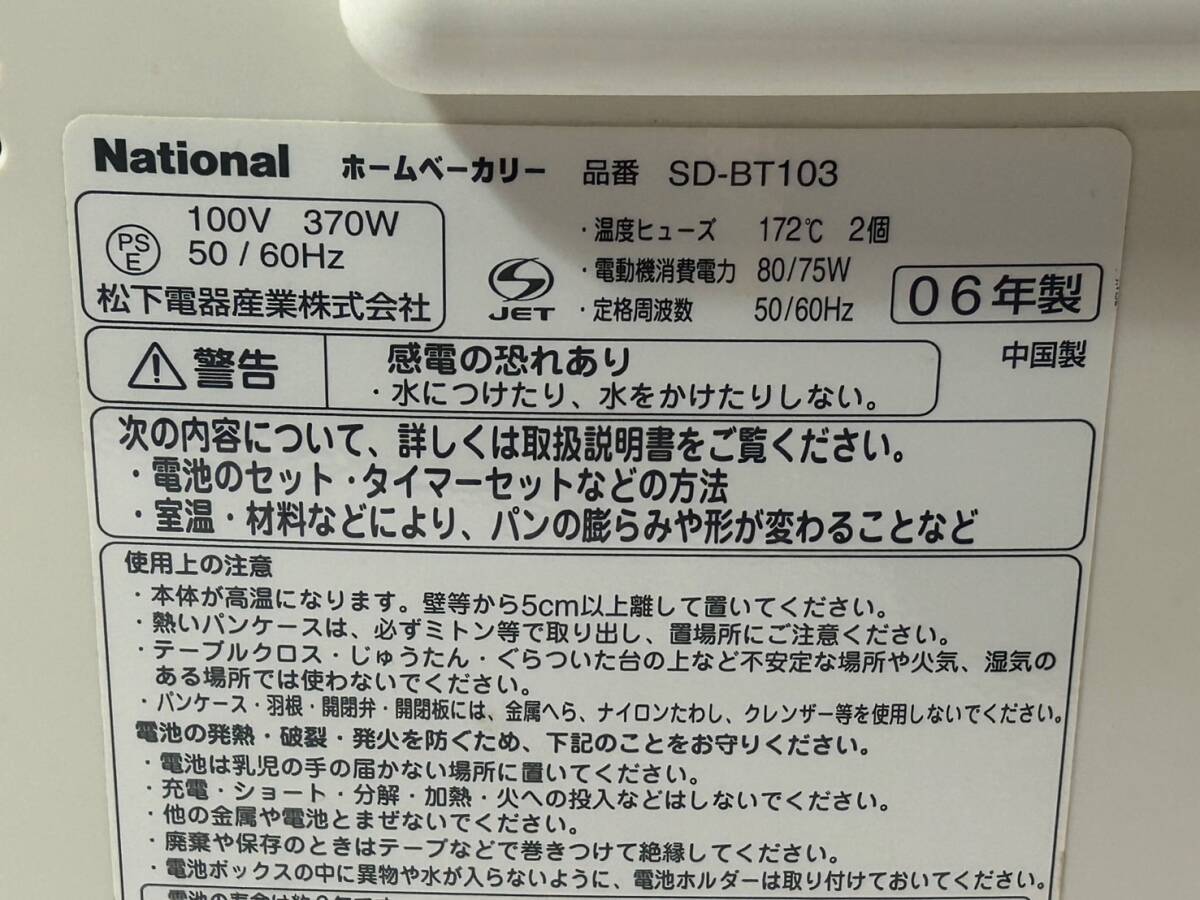 National ホームベーカリー 品番 SD-BT103
PS E
100V 370W
50 / 60Hz
松下電器産業株式会社
JET
・温度ヒューズ 172℃ 2個
・電動機消費電力 80/75W
・定格周波数 50/60Hz
06年製
中国製
警告
感電の恐れあり
・水につけたり、水をかけたりしない。
次の内容について、詳しくは取扱説明書をご覧ください。
・電池のセット・タイマーセットなどの方法
・室温・材料などにより、パンの膨らみや形が変わることなど
使用上の注意
・本体が高温になります。壁等から5cm以上離して置いてください。
・熱いパンケースは、必ずミトン等で取り出し、置場所にご注意ください。
・テーブルクロス・じゅうたん・ぐらついた台の上など不安定な場所や火気、湿気の
ある場所では使わないでください。
・パンケース・羽根・開閉弁・開閉板には、金属へら、ナイロンたわし、クレンザー等を使用しないでください。
電池の発熱・破裂・発火を防ぐため、下記のことをお守りください。
・電池は乳児の手の届かない場所に置いてください。
・充電・ショート・分解・加熱・火への投入などはしないでください。
・他の金属や電池とまぜないでください。
・廃棄や保存のときはテープなどで巻きつけて絶縁してください。
・電池ボックスの中に異物や水が入らないように、電池ホルダーは取り付けておいてください。